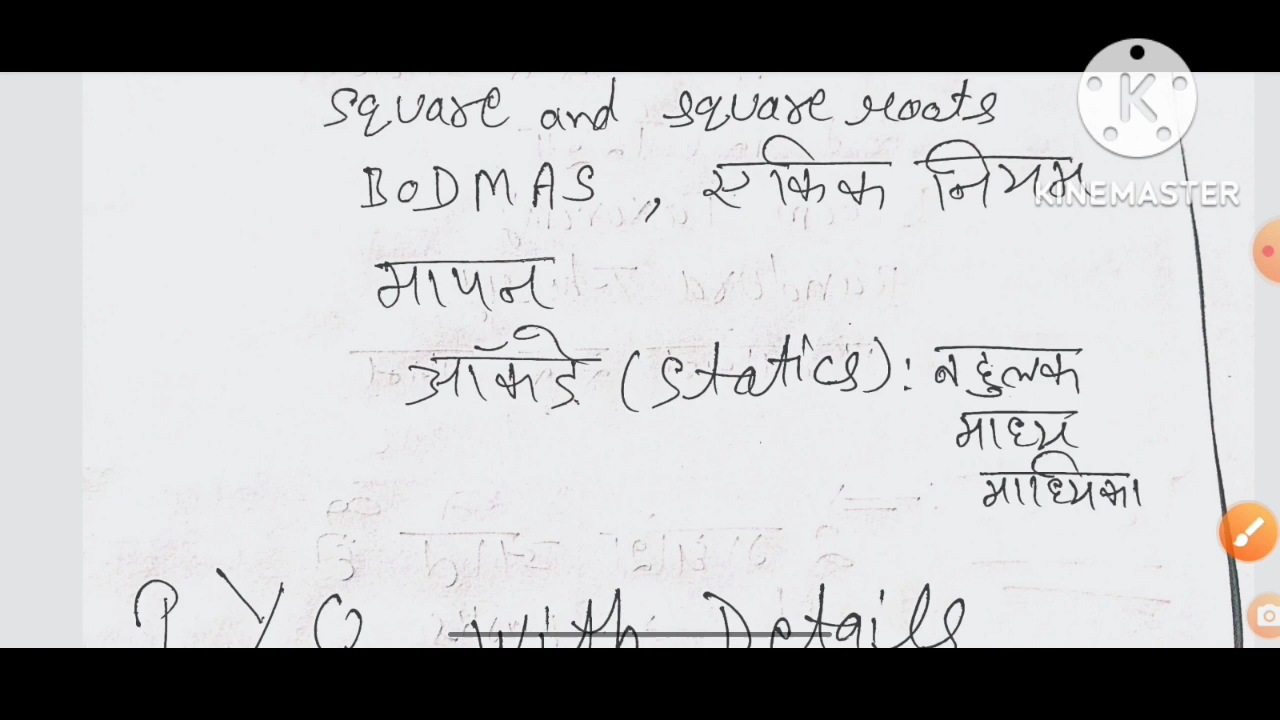 square and square roots
BODMAS , एकिक नियम
KINEMASTER
मापन
आँकडे (Statics) : बहुलक
माध्य
माध्यिका
PYQ with Details